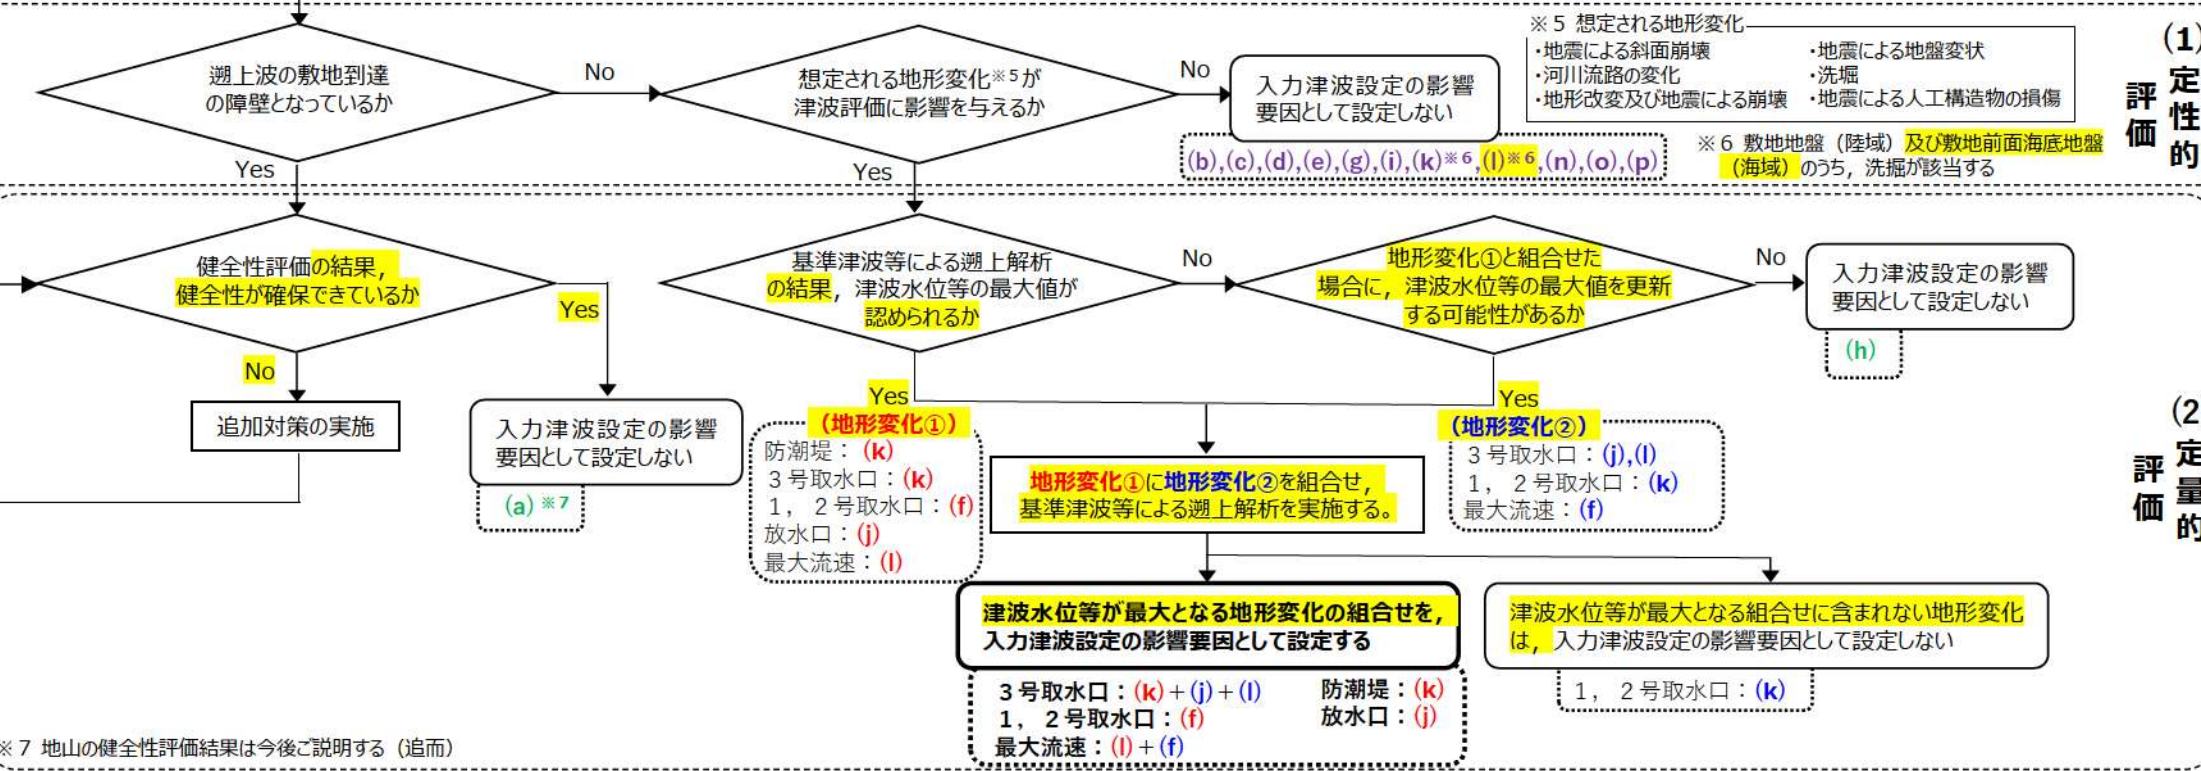 遡上波の敷地到達
の障壁となっているか
No
Yes
想定される地形変化※5が
津波評価に影響を与えるか
No
Yes
入力津波設定の影響
要因として設定しない
(b),(c),(d),(e),(g),(i),(k)※6,(l)※6,(n),(o),(p)
※5 想定される地形変化
・地震による斜面崩壊
・地震による地盤変状
・河川流路の変化
・洗堀
・地形改変及び地震による崩壊
・地震による人工構造物の損傷
※6 敷地地盤（陸域）及び敷地前面海底地盤
（海域）のうち，洗掘が該当する
(1)定性的
評価
健全性評価の結果，
健全性が確保できているか
Yes
No
追加対策の実施
入力津波設定の影響
要因として設定しない
(a)※7
基準津波等による遡上解析
の結果，津波水位等の最大値が
認められるか
No
Yes
地形変化①と組合せた
場合に，津波水位等の最大値を更新
する可能性があるか
No
Yes
入力津波設定の影響
要因として設定しない
(h)
（地形変化①）
防潮堤：(k)
3号取水口：(k)
1，2号取水口：(f)
放水口：(j)
最大流速：(l)
地形変化①に地形変化②を組合せ，
基準津波等による遡上解析を実施する。
（地形変化②）
3号取水口：(j),(l)
1，2号取水口：(k)
最大流速：(f)
(2
定量的
評価
津波水位等が最大となる地形変化の組合せを，
入力津波設定の影響要因として設定する
3号取水口：(k)＋(j)＋(l)
防潮堤：(k)
1，2号取水口：(f)
放水口：(j)
最大流速：(l)＋(f)
津波水位等が最大となる組合せに含まれない地形変化
は，入力津波設定の影響要因として設定しない
1，2号取水口：(k)
※7 地山の健全性評価結果は今後ご説明する（追而）